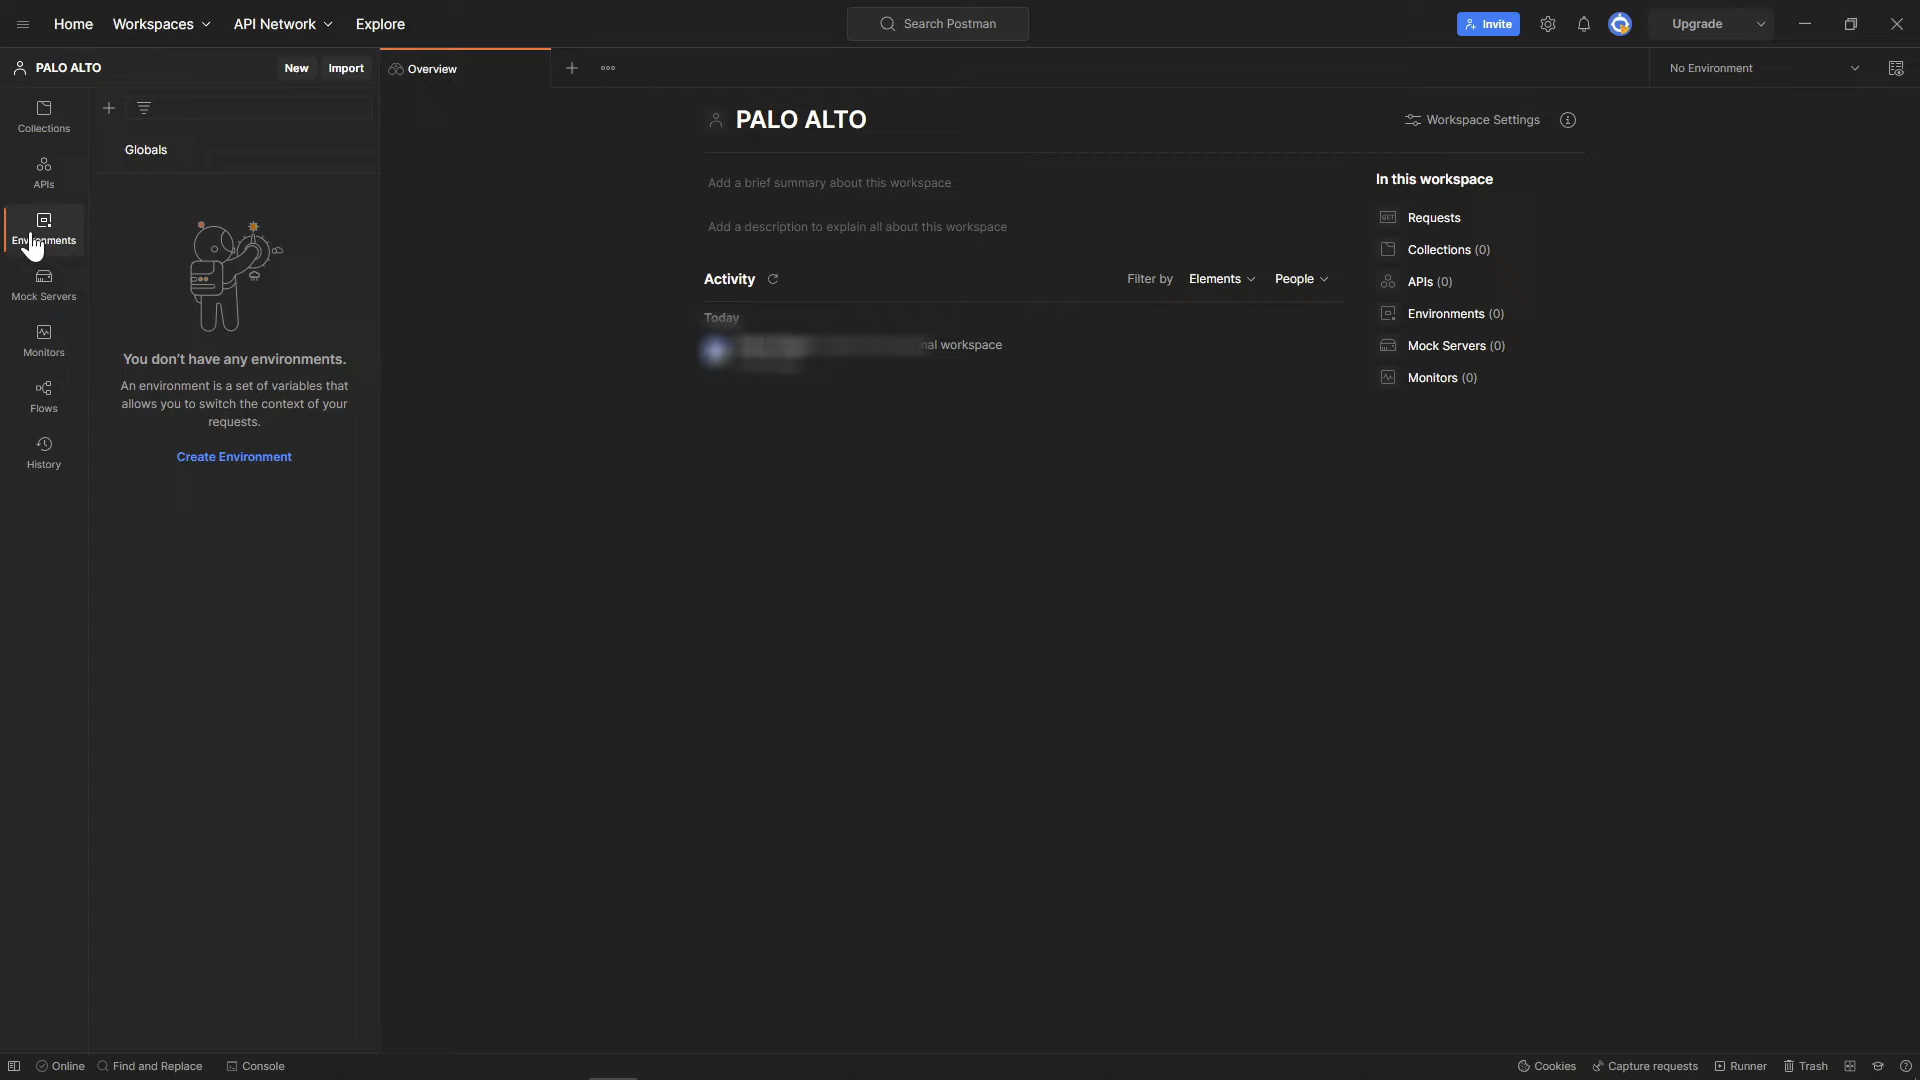 Home Workspaces API Network Explore
Search Postman
Invite
Upgrade
PALO ALTO
New Import
Overview
No Environment
Collections
APIs
Environments
Mock Servers
Monitors
Flows
History
Globals
You don't have any environments.
An environment is a set of variables that
allows you to switch the context of your
requests.
Create Environment
PALO ALTO
Workspace Settings
Add a brief summary about this workspace
Add a description to explain all about this workspace
Activity
Filter by Elements People
Today
workspace
In this workspace
GET Requests
Collections (0)
APIs (0)
Environments (0)
Mock Servers (0)
Monitors (0)
Online Find and Replace Console
Cookies Capture requests Runner Trash